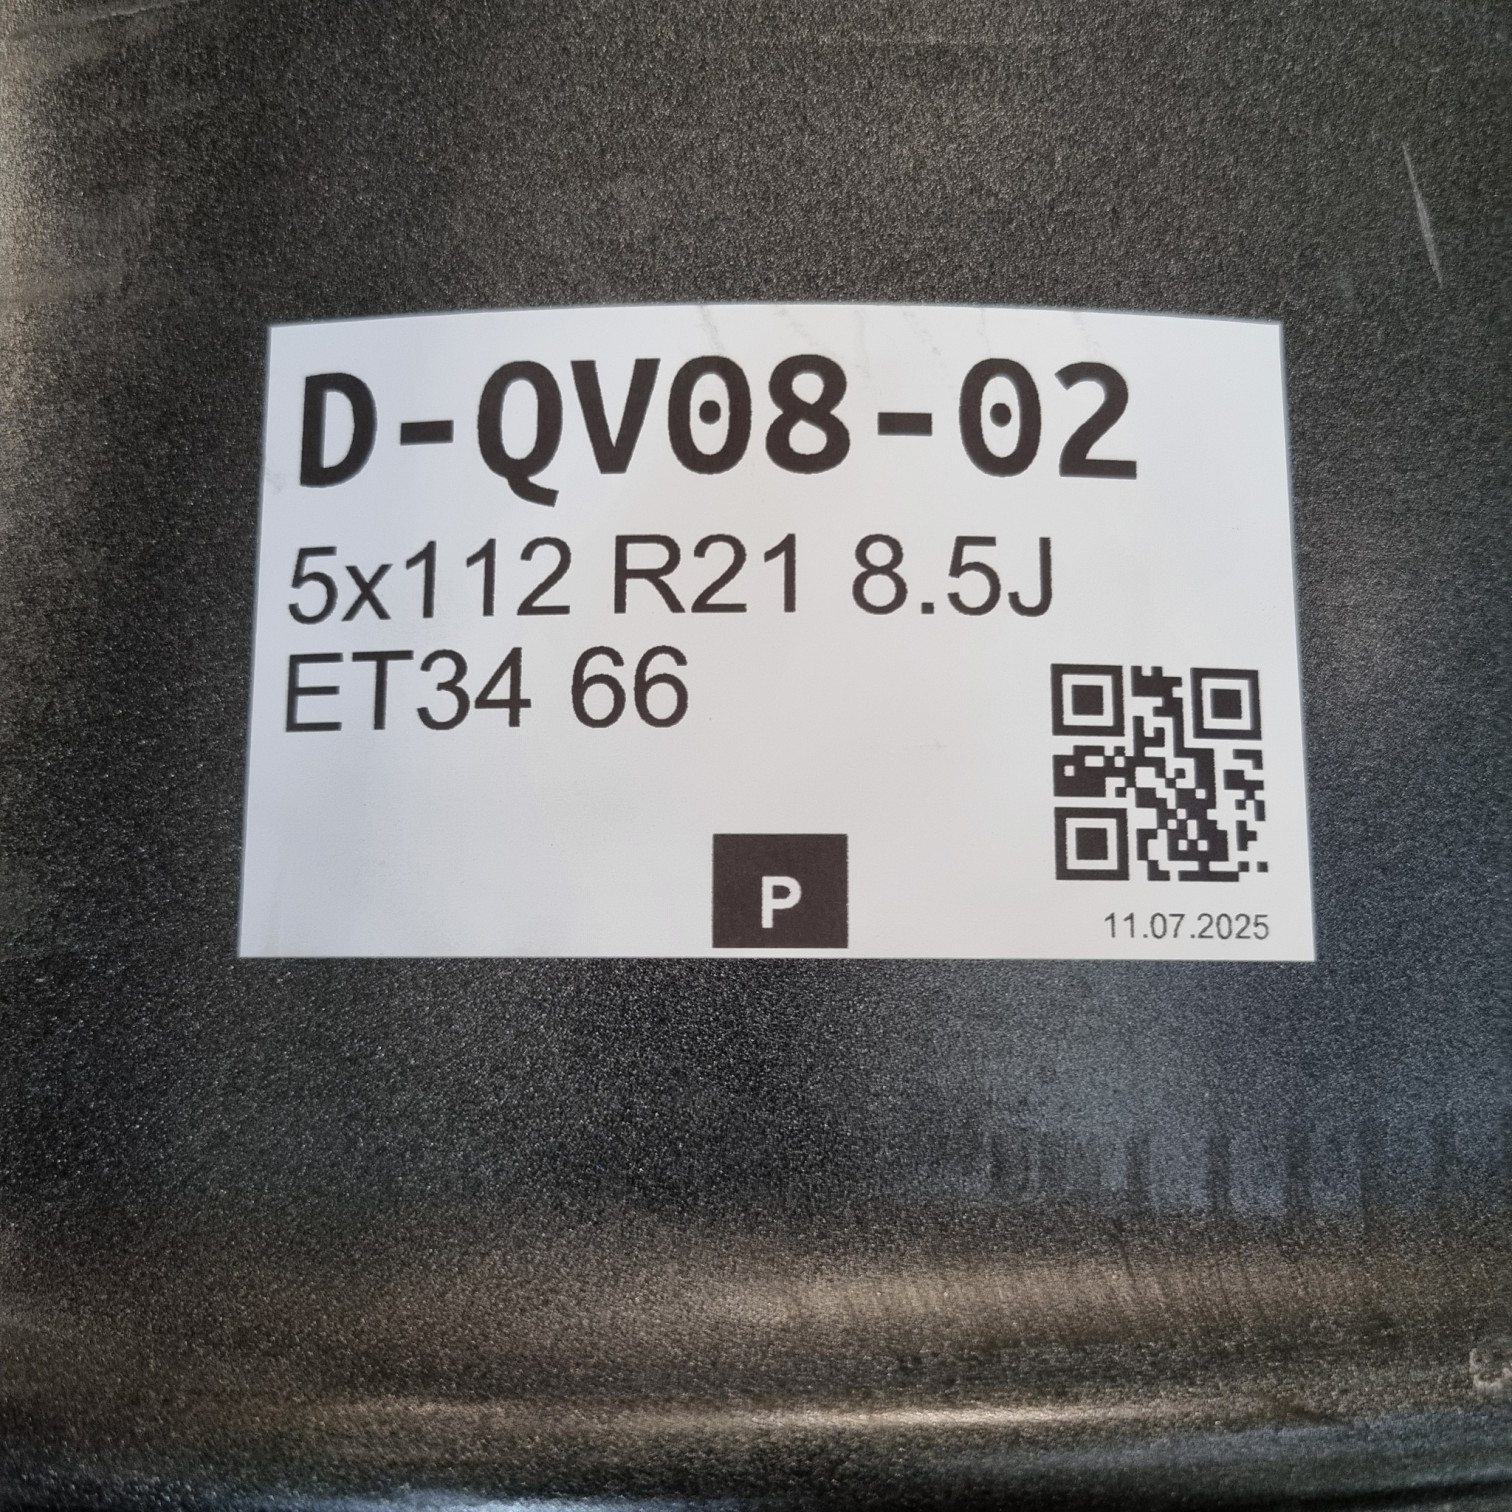 D-QV08-02
5x112 R21 8.5J
ET34 66
P
11.07.2025